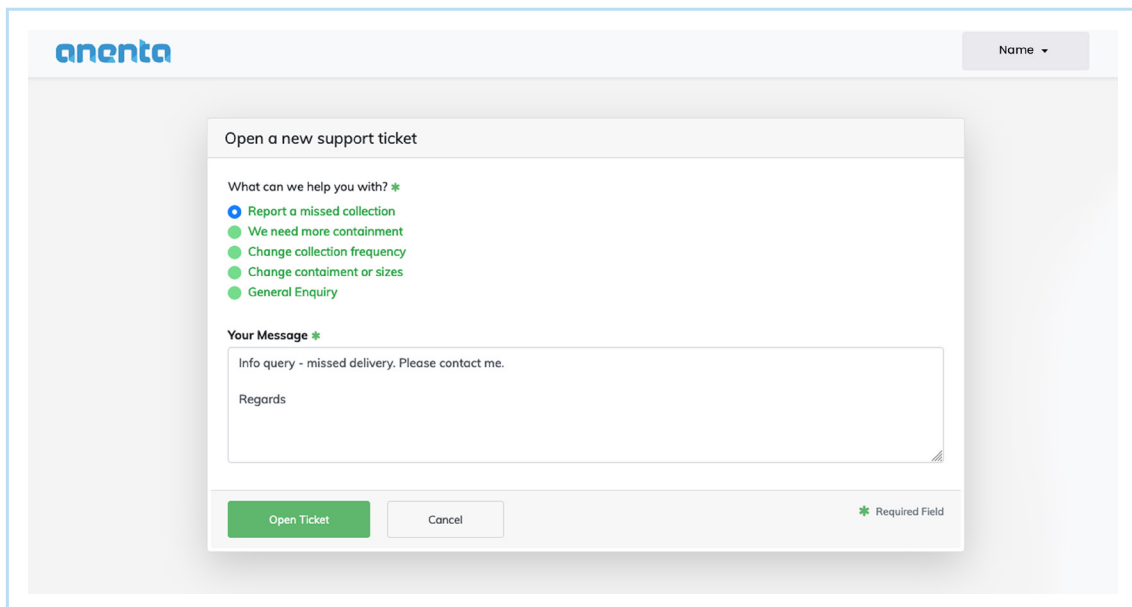 anenta
Name
Open a new support ticket
What can we help you with? *
Report a missed collection
We need more containment
Change collection frequency
Change contaiment or sizes
General Enquiry
Your Message *
Info query - missed delivery. Please contact me.
Regards
Open Ticket
Cancel
* Required Field